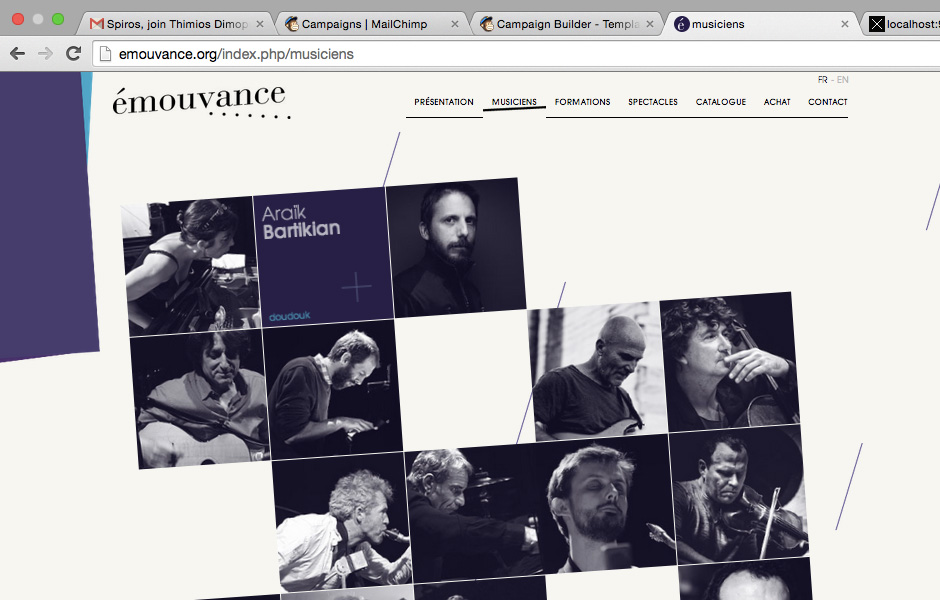 Spiros, join Thimios Dimop
Campaigns | MailChimp
Campaign Builder - Templa
musiciens
localhost:9
emouvance.org/index.php/musiciens
FR - EN
émouvance
PRÉSENTATION MUSICIENS FORMATIONS SPECTACLES CATALOGUE ACHAT CONTACT
Araïk
Bartikian
doudouk